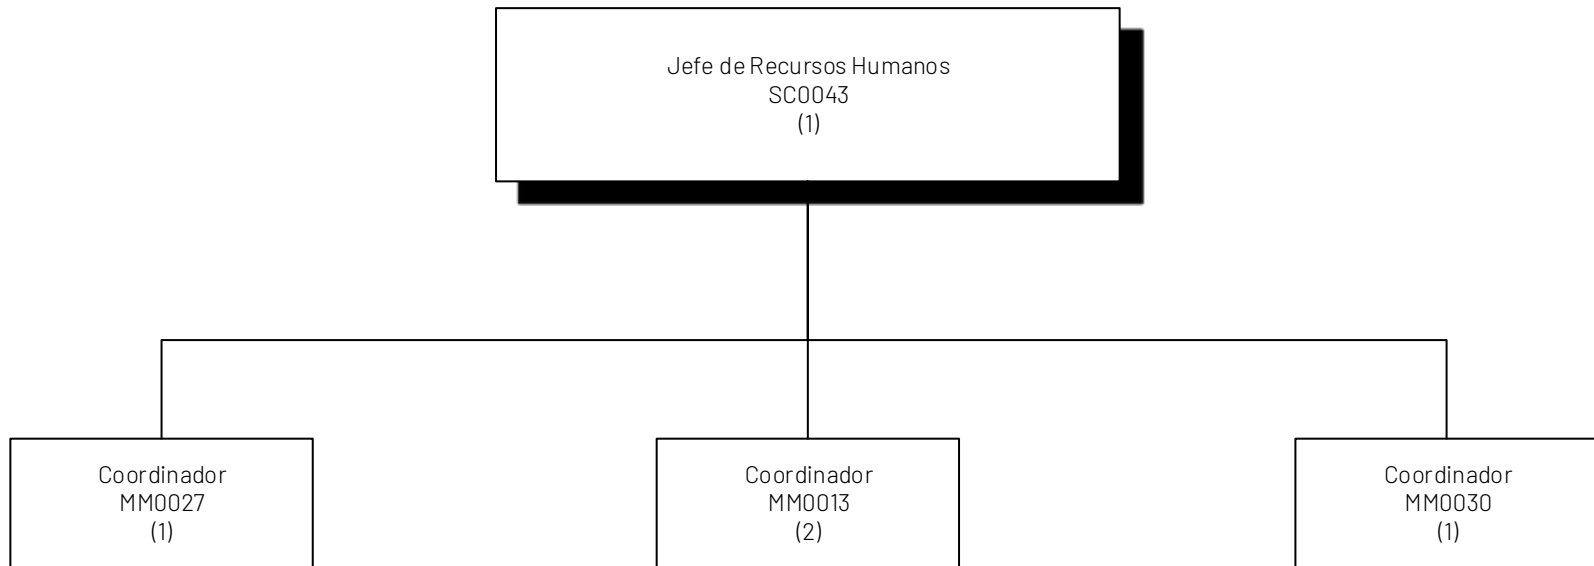 Jefe de Recursos Humanos
SC0043
(1)
Coordinador
MM0027
(1)
Coordinador
MM0013
(2)
Coordinador
MM0030
(1)